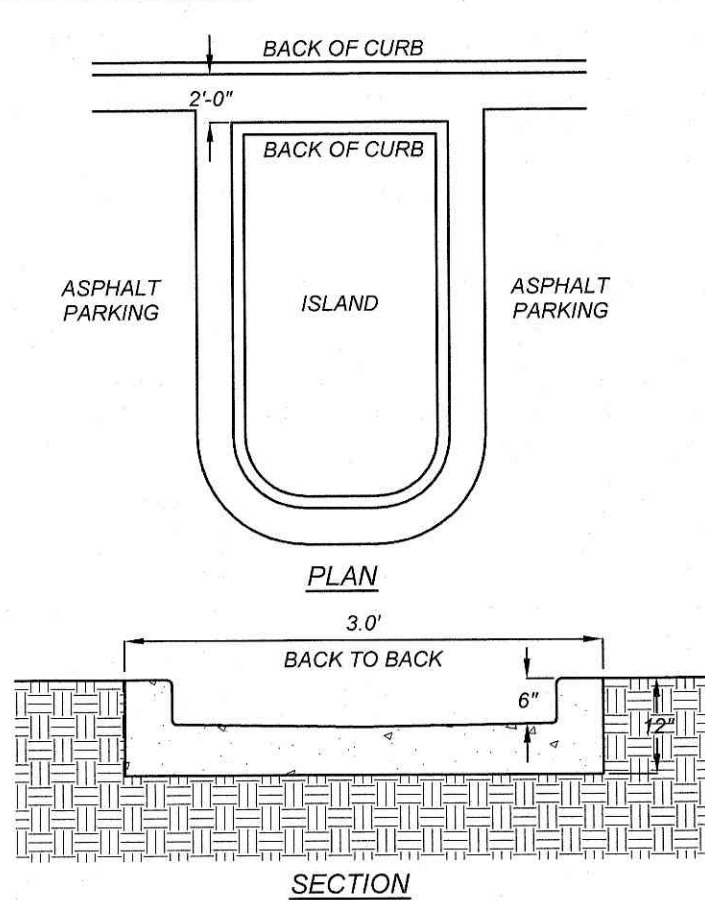 BACK OF CURB
2'-0"
BACK OF CURB
ASPHALT
PARKING
ISLAND
ASPHALT
PARKING
PLAN
3.0'
BACK TO BACK
6"
12"
SECTION